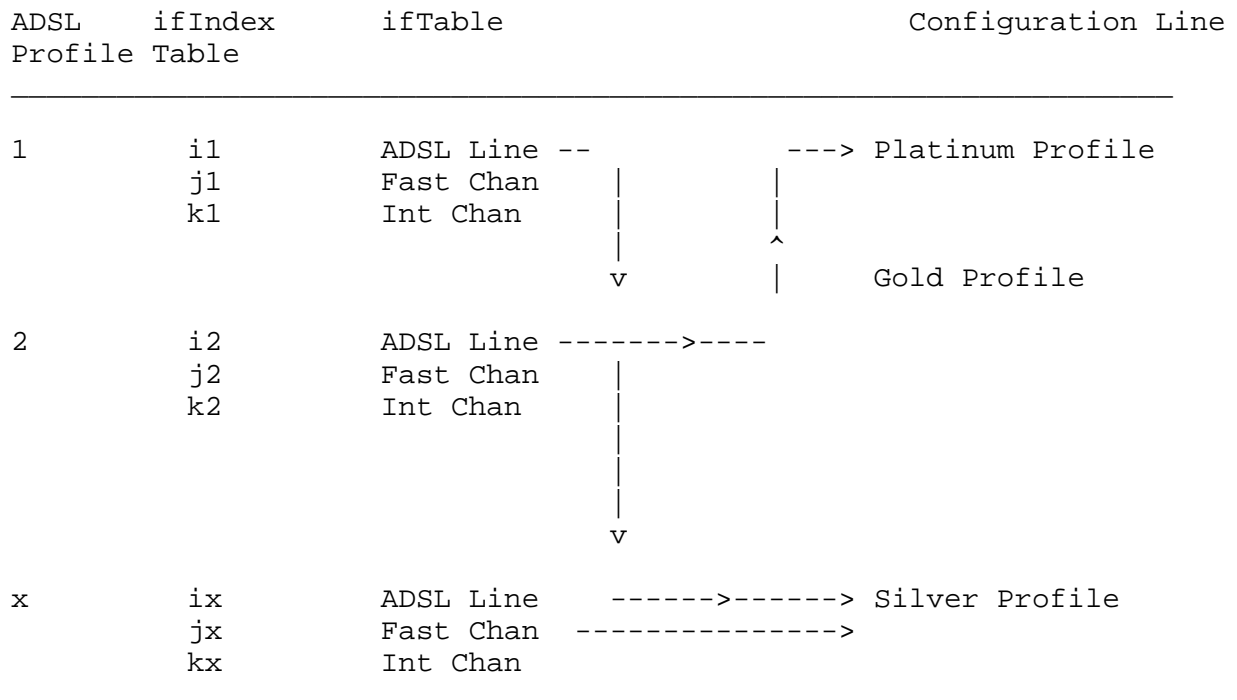 ADSL ifIndex ifTable Configuration Line
Profile Table
______________________________________________________________________
1 i1 ADSL Line -- ---> Platinum Profile
j1 Fast Chan | |
k1 Int Chan | |
| ^
v | Gold Profile
2 i2 ADSL Line ------->----
j2 Fast Chan |
k2 Int Chan |
|
|
|
v
x ix ADSL Line ------>------> Silver Profile
jx Fast Chan --------------->
kx Int Chan